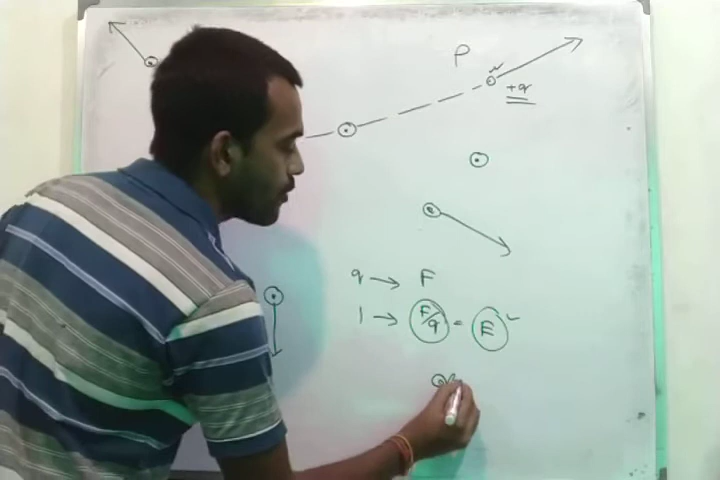 P
+q
q → F
1 → F/q = E